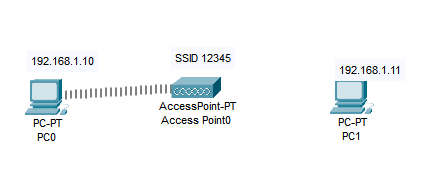 192.168.1.10
SSID 12345
192.168.1.11
PC-PT
PC0
AccessPoint-PT
Access Point0
PC-PT
PC1